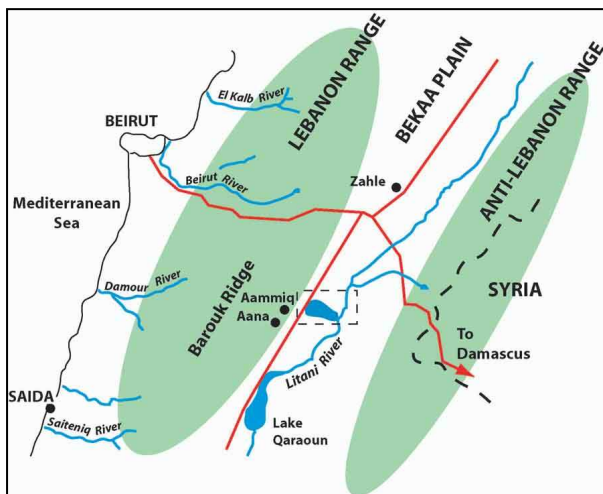 El Kalb River
BEIRUT
LEBANON RANGE
BEKAA PLAIN
ANTI-LEBANON RANGE
Beirut River
Zahle
Mediterranean
Sea
Damour River
Barouk Ridge
Aammiq
Aana
SYRIA
To
Damascus
Litani River
SAIDA
Saiteniq River
Lake
Qaraoun